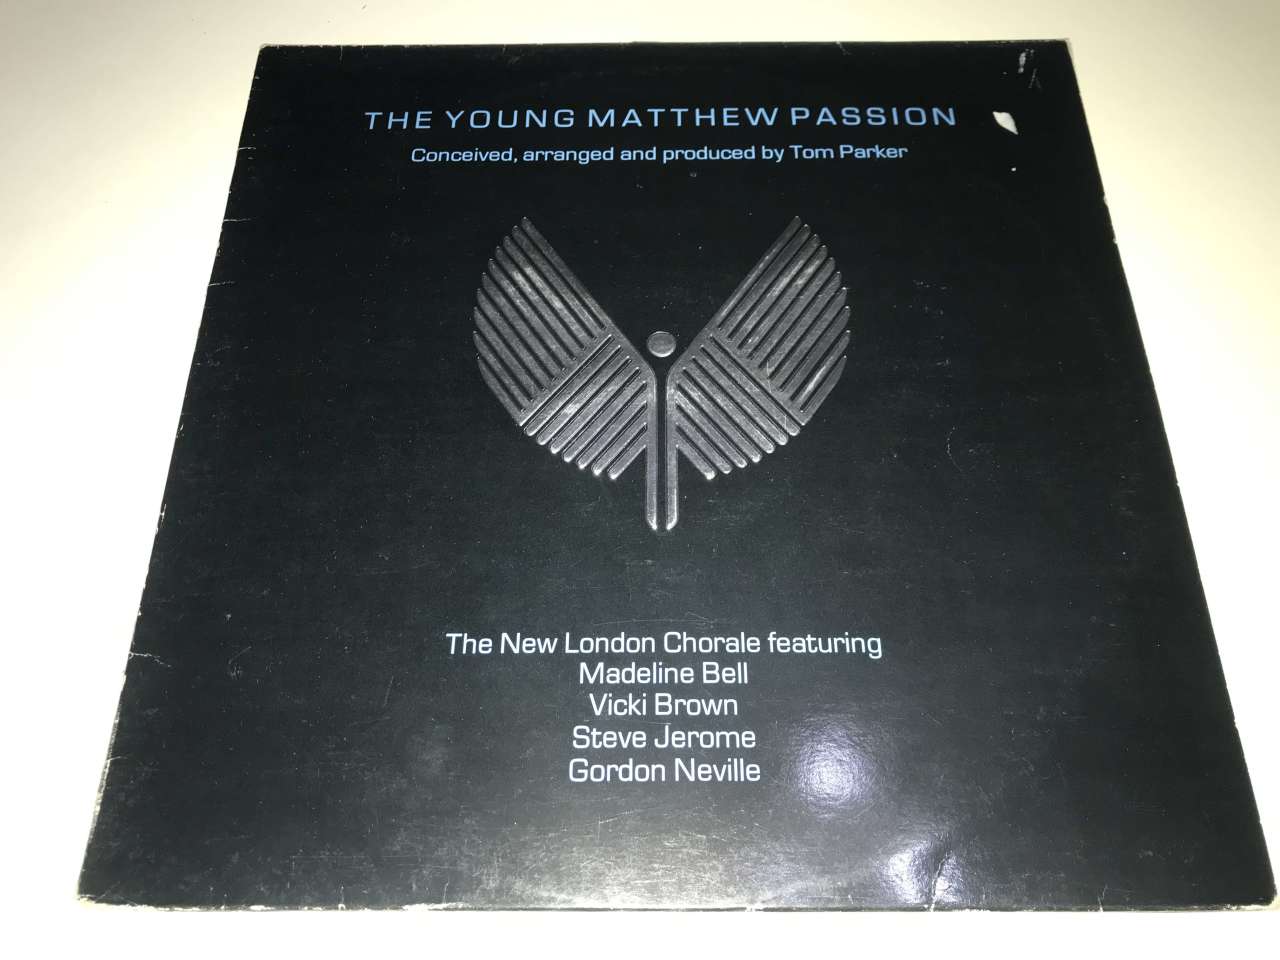 THE YOUNG MATTHEW PASSION
Conceived, arranged and produced by Tom Parker
The New London Chorale featuring
Madeline Bell
Vicki Brown
Steve Jerome
Gordon Neville